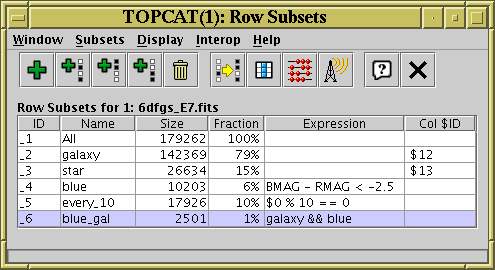 TOPCAT(1): Row Subsets
Window Subsets Display Interop Help
Row Subsets for 1: 6dfgs_E7.fits
ID Name Size Fraction Expression Col $ID
_1 All 179262 100%
_2 galaxy 142369 79% $12
_3 star 26634 15% $13
_4 blue 10203 6% BMAG - RMAG < -2.5
_5 every_10 17926 10% $0 % 10 == 0
_6 blue_gal 2501 1% galaxy && blue